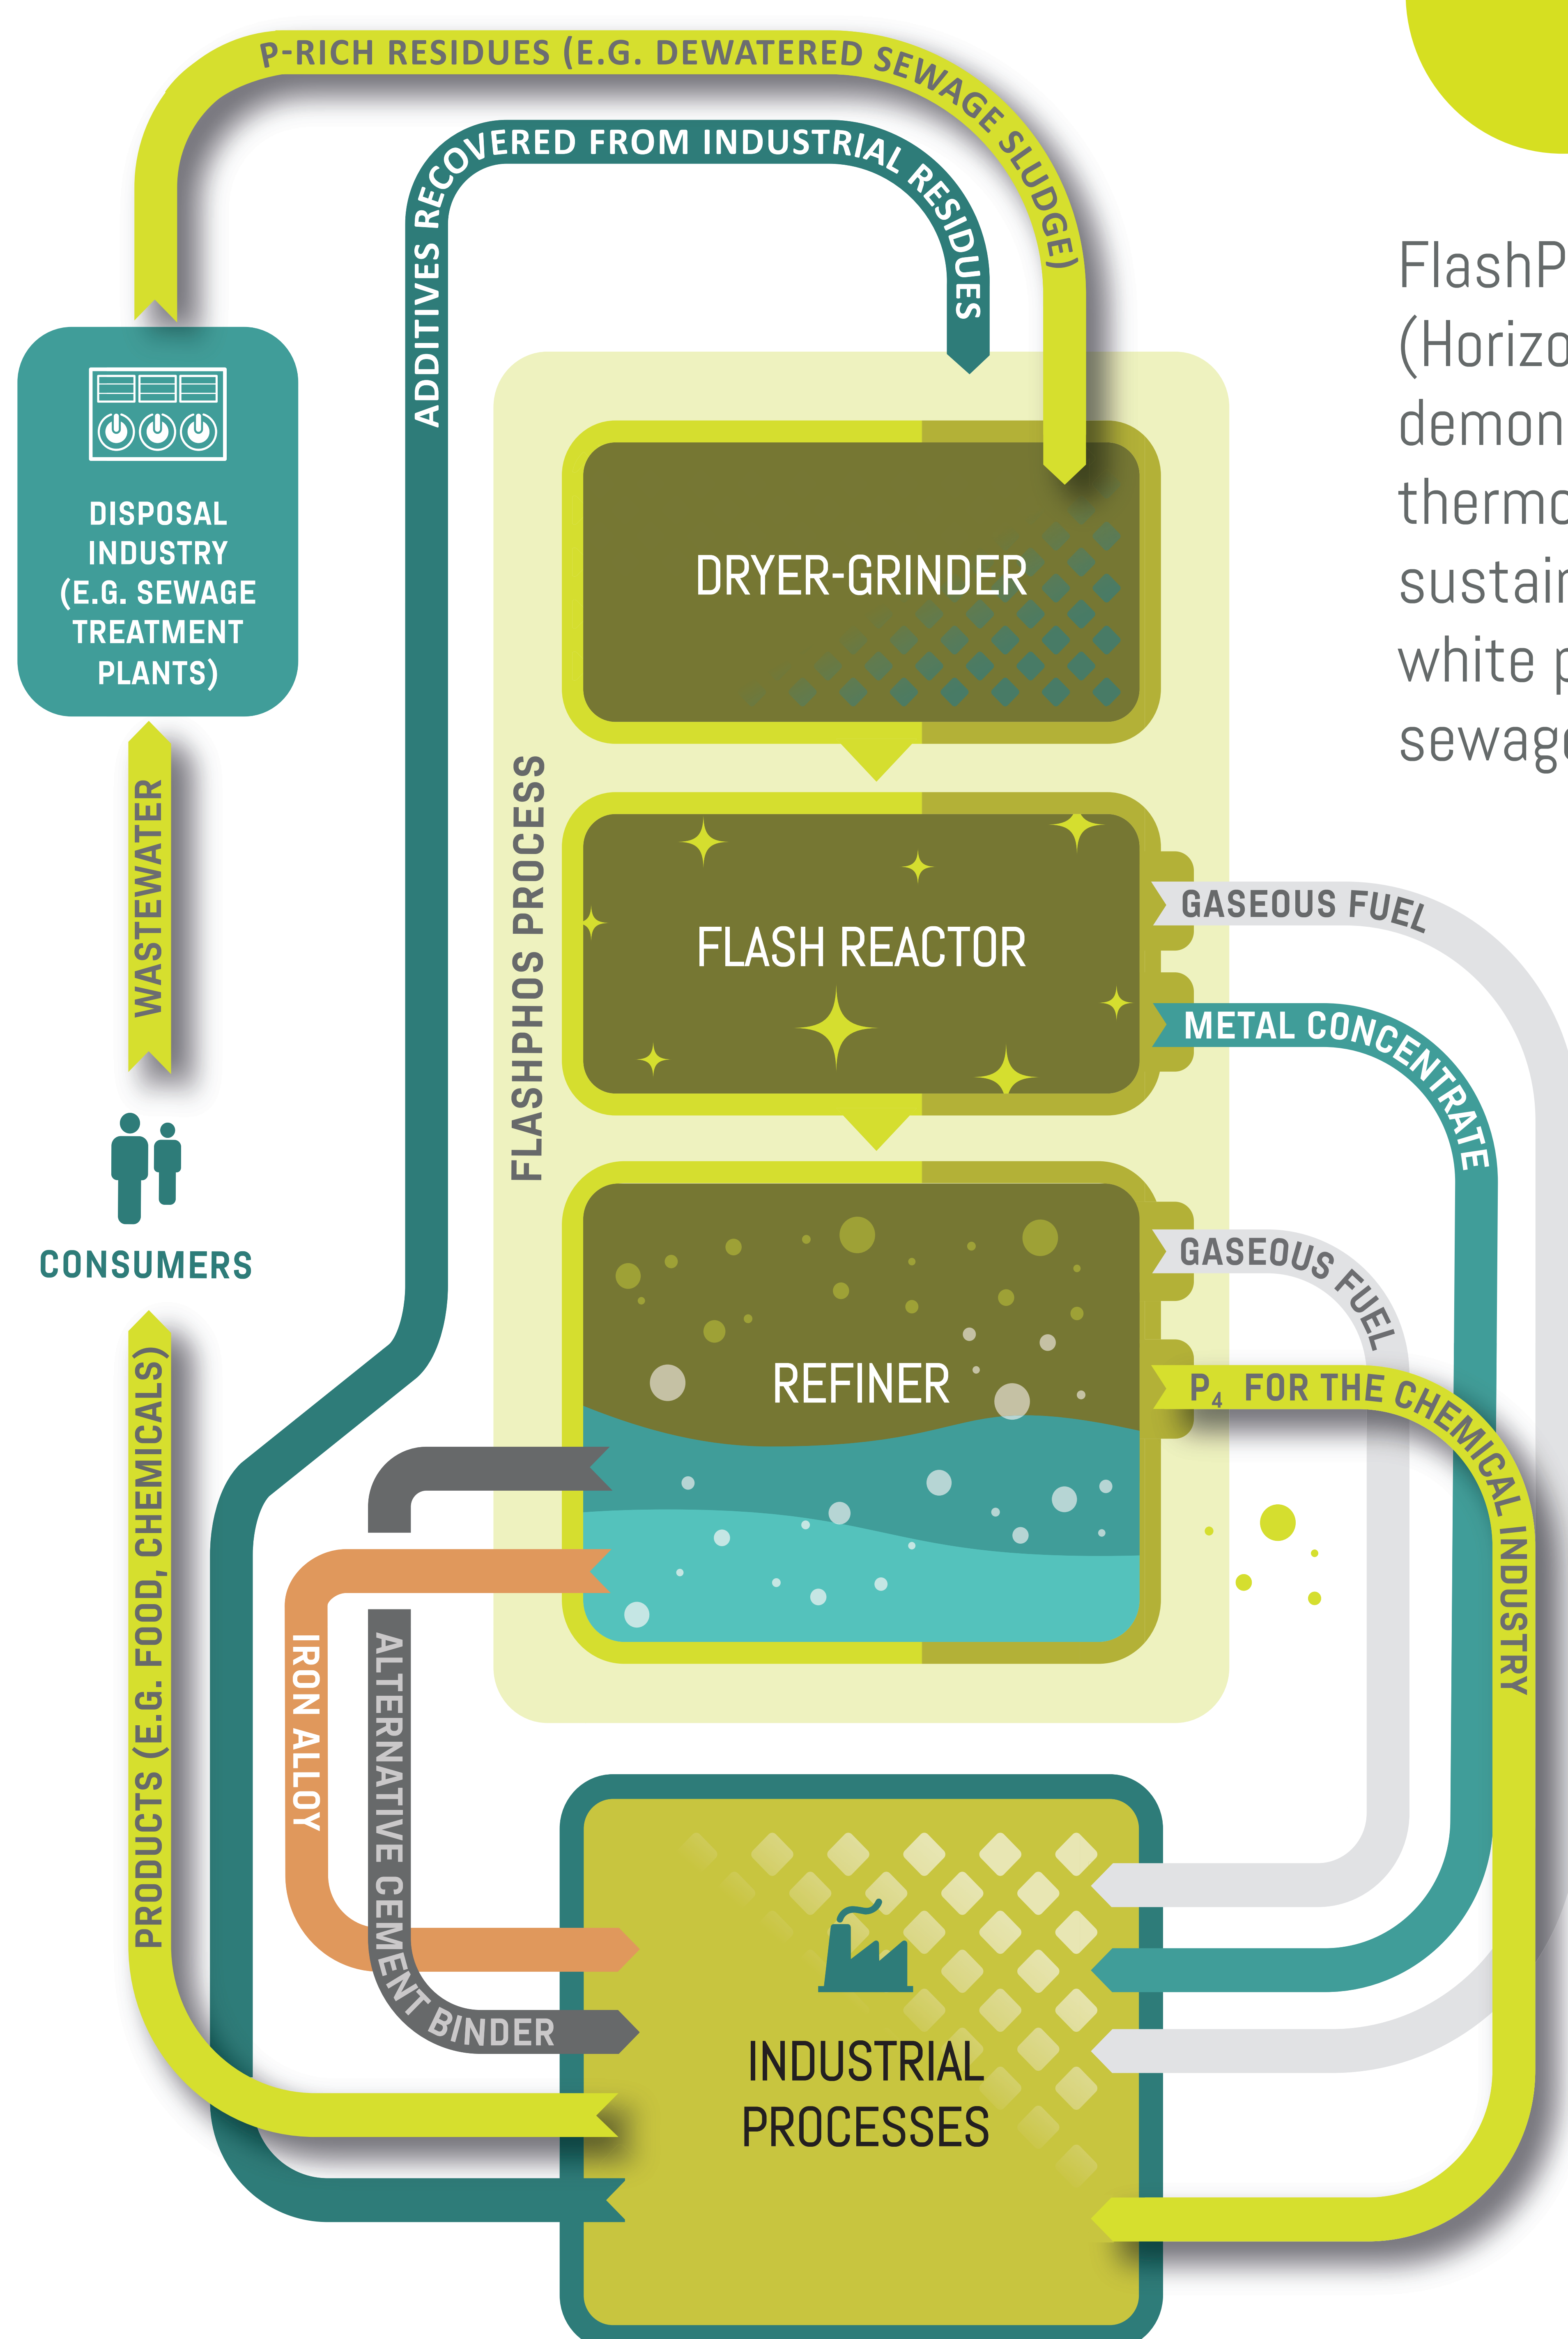 P-RICH RESIDUES (E.G. DEWATERED SEWAGE SLUDGE)
ADDITIVES RECOVERED FROM INDUSTRIAL RESIDUES
DISPOSAL
INDUSTRY
(E.G. SEWAGE
TREATMENT
PLANTS)
WASTEWATER
CONSUMERS
PRODUCTS (E.G. FOOD, CHEMICALS)
FLASHPHOS PROCESS
DRYER-GRINDER
FLASH REACTOR
GASEOUS FUEL
METAL CONCENTRATE
REFINER
GASEOUS FUEL
P₄ FOR THE CHEMICAL INDUSTRY
IRON ALLOY
ALTERNATIVE CEMENT BINDER
INDUSTRIAL
PROCESSES
FlashP
(Horizo
demon
thermo
sustain
white p
sewage